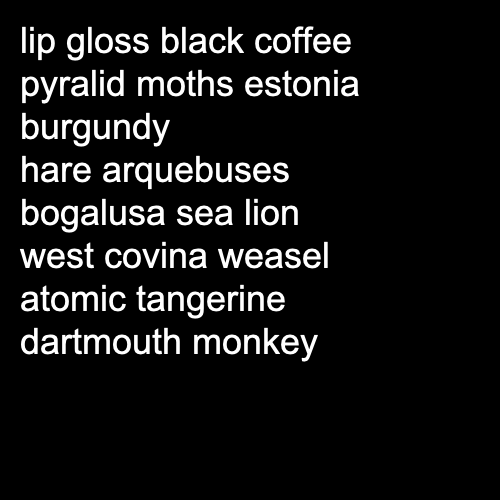 lip gloss black coffee
pyralid moths estonia
burgundy
hare arquebuses
bogalusa sea lion
west covina weasel
atomic tangerine
dartmouth monkey